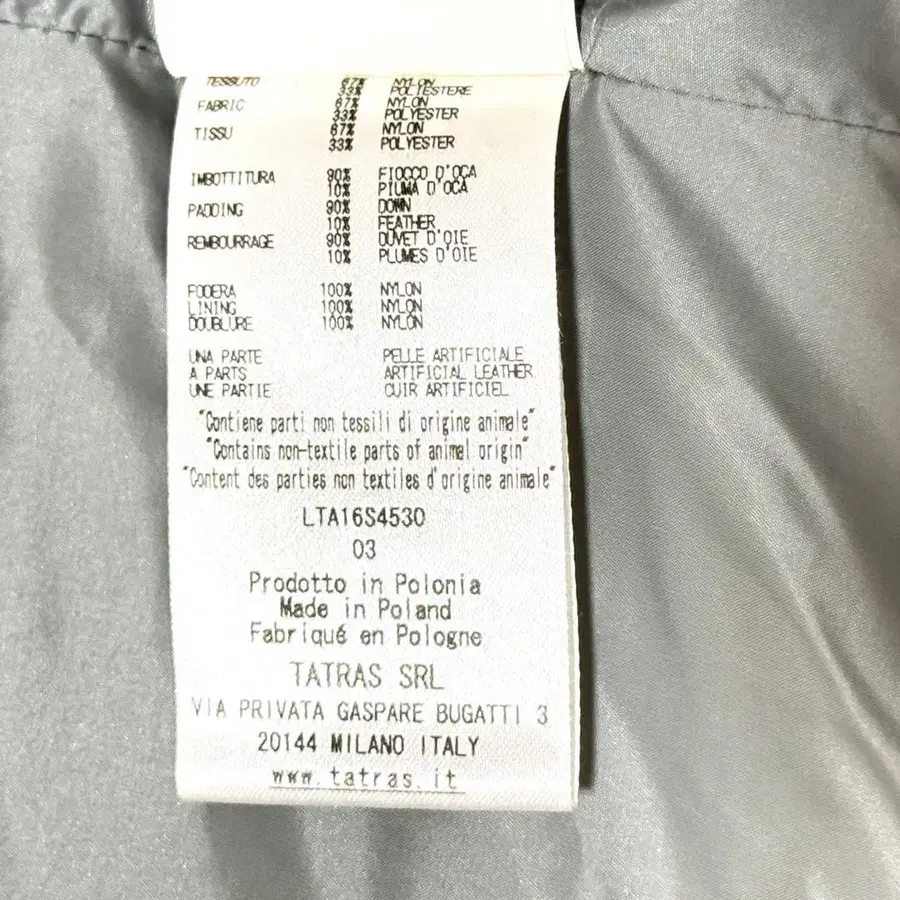 TESSUTO 67% NYLON
33% POLYESTERE
FABRIC 67% NYLON
33% POLYESTER
TISSU 67% NYLON
33% POLYESTER
IMBOTTITURA 90% FIOCCO D'OCA
10% PIUMA D'OCA
PADDING 90% DOWN
10% FEATHER
REMBOURRAGE 90% DUVET D'OIE
10% PLUMES D'OIE
FODERA 100% NYLON
LINING 100% NYLON
DOUBLURE 100% NYLON
UNA PARTE PELLE ARTIFICIALE
A PARTS ARTIFICIAL LEATHER
UNE PARTIE CUIR ARTIFICIEL
"Contiene parti non tessili di origine animale"
"Contains non-textile parts of animal origin"
"Content des parties non textiles d'origine animale"
LTA16S4530
03
Prodotto in Polonia
Made in Poland
Fabriqué en Pologne
TATRAS SRL
VIA PRIVATA GASPARE BUGATTI 3
20144 MILANO ITALY
www.tatras.it